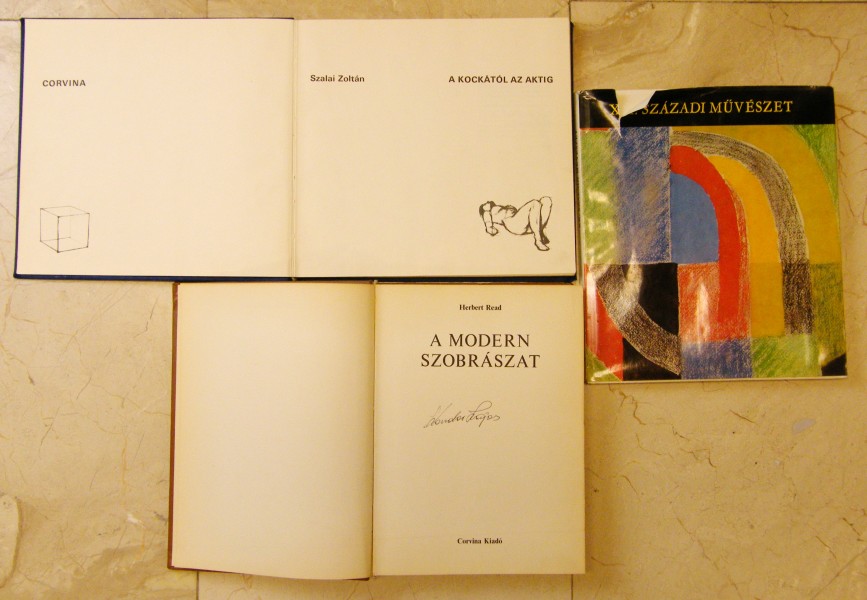 CORVINA
Szalai Zoltán
A KOCKÁTÓL AZ AKTIG
SZÁZADI MŰVÉSZET
Herbert Read
A MODERN
SZOBRÁSZAT
Corvina Kiadó